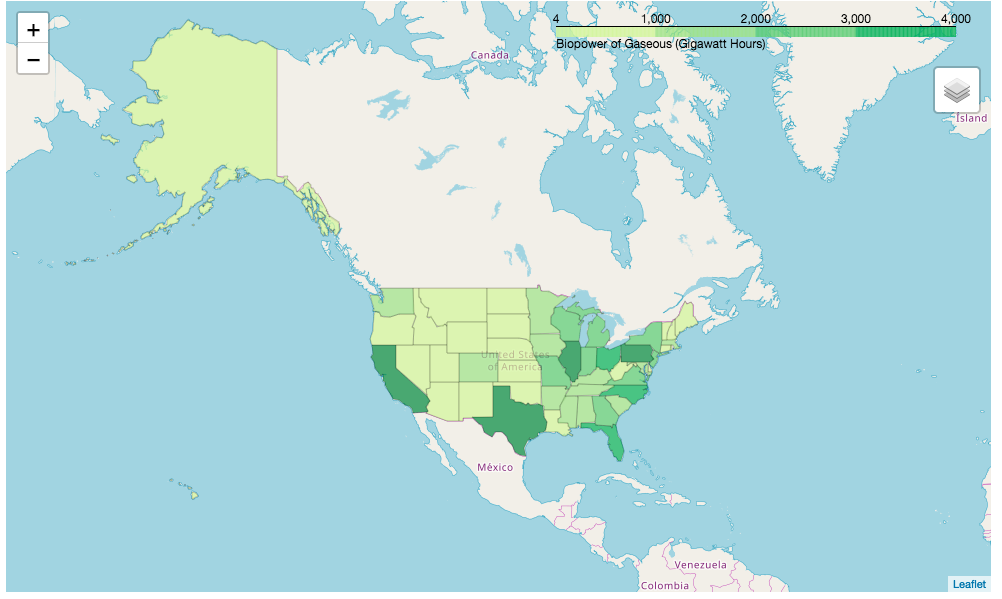 +
−
4 1,000 2,000 3,000 4,000
Biopower of Gaseous (Gigawatt Hours)
Canada
Ísland
United States
of America
México
Venezuela
Colombia
Leaflet